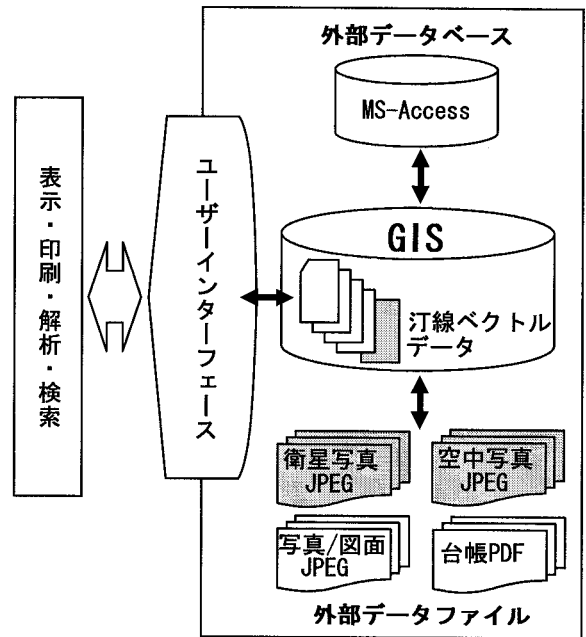 外部データベース
MS-Access
表示・印刷・解析・検索
ユーザーインターフェース
GIS
汀線ベクトル
データ
衛星写真
JPEG
空中写真
JPEG
写真/図面
JPEG
台帳PDF
外部データファイル